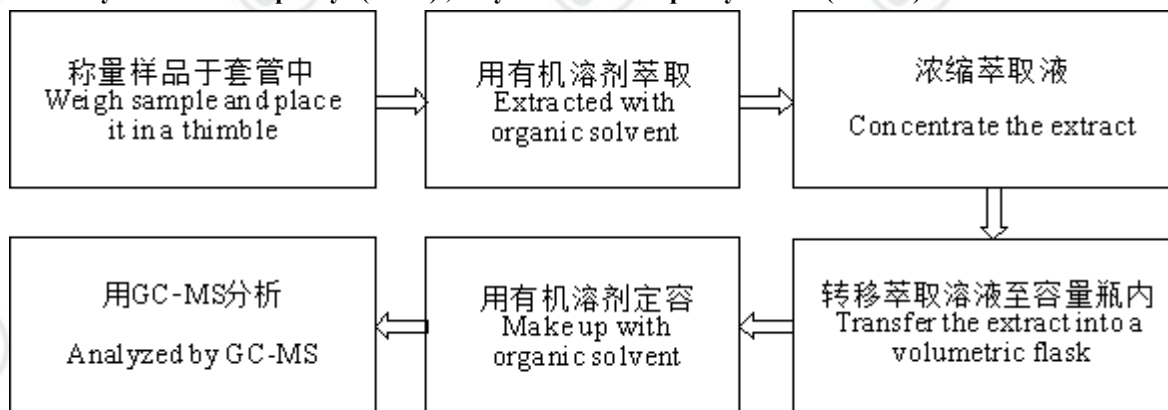 称量样品于套管中
Weigh sample and place
it in a thimble
用有机溶剂萃取
Extracted with
organic solvent
浓缩萃取液
Concentrate the extract
转移萃取溶液至容量瓶内
Transfer the extract into a
volumetric flask
用有机溶剂定容
Make up with
organic solvent
用GC-MS分析
Analyzed by GC-MS